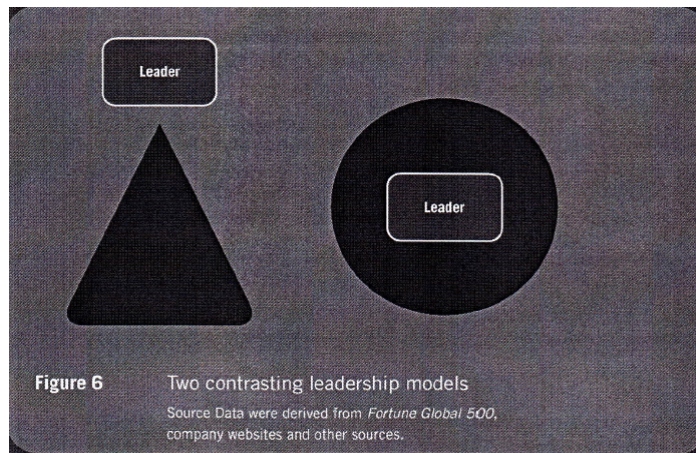 Leader
Leader
Figure 6 Two contrasting leadership models
Source Data were derived from Fortune Global 500,
company websites and other sources.